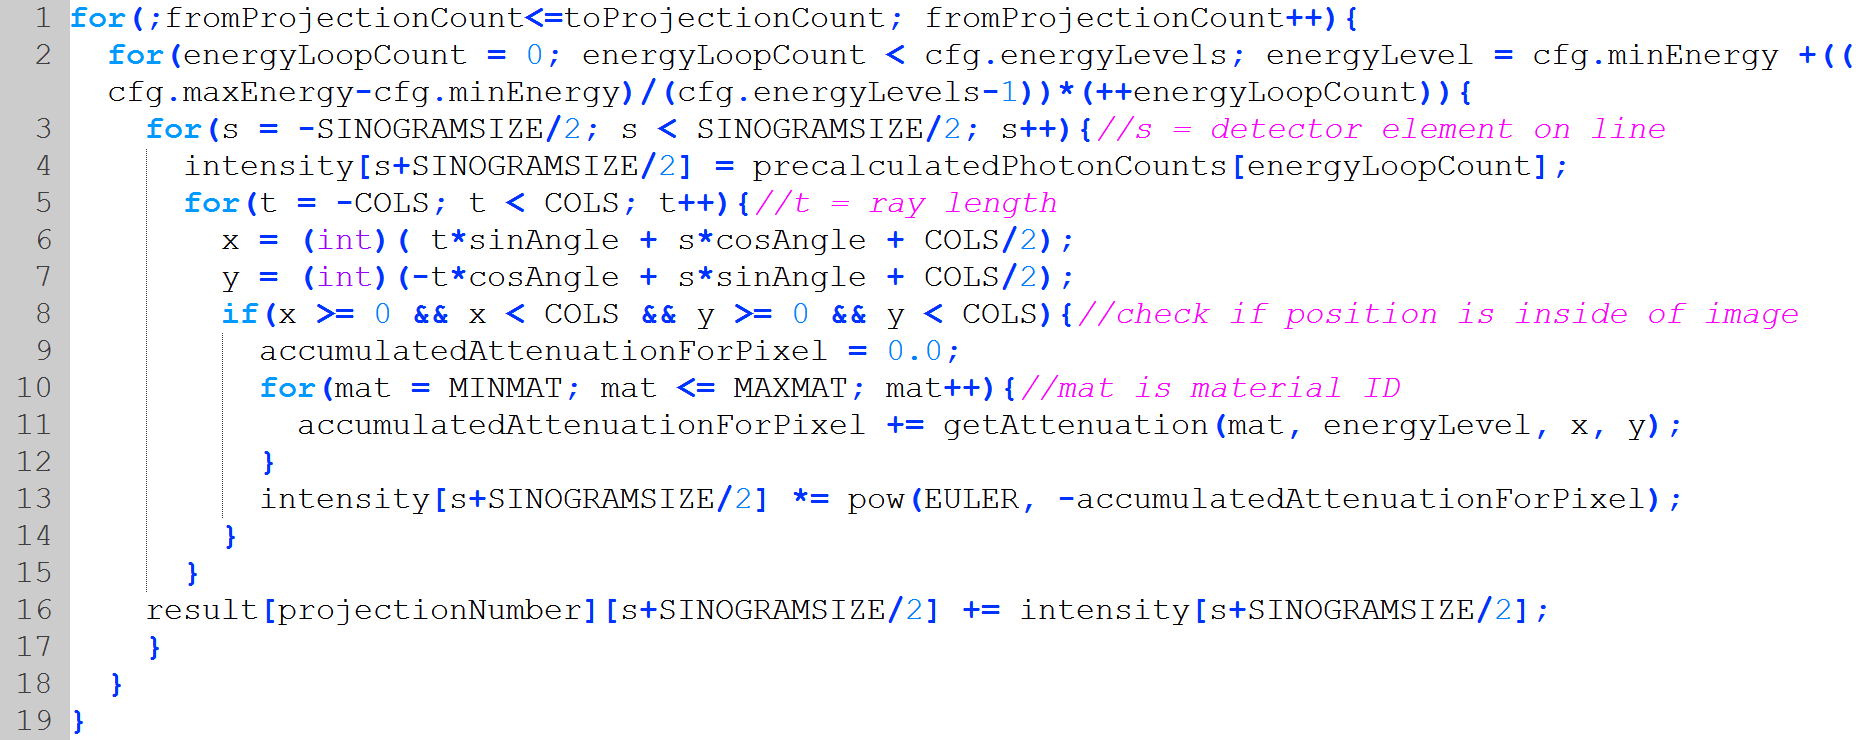 1 for(;fromProjectionCount<=toProjectionCount; fromProjectionCount++){
2 for(energyLoopCount = 0; energyLoopCount < cfg.energyLevels; energyLevel = cfg.minEnergy +((
cfg.maxEnergy-cfg.minEnergy)/(cfg.energyLevels-1))*(++energyLoopCount)){
3 for(s = -SINOGRAMSIZE/2; s < SINOGRAMSIZE/2; s++){//s = detector element on line
4 intensity[s+SINOGRAMSIZE/2] = precalculatedPhotonCounts[energyLoopCount];
5 for(t = -COLS; t < COLS; t++){//t = ray length
6 x = (int)( t*sinAngle + s*cosAngle + COLS/2);
7 y = (int)(-t*cosAngle + s*sinAngle + COLS/2);
8 if(x >= 0 && x < COLS && y >= 0 && y < COLS){//check if position is inside of image
9 accumulatedAttenuationForPixel = 0.0;
10 for(mat = MINMAT; mat <= MAXMAT; mat++){//mat is material ID
11 accumulatedAttenuationForPixel += getAttenuation(mat, energyLevel, x, y);
12 }
13 intensity[s+SINOGRAMSIZE/2] *= pow(EULER, -accumulatedAttenuationForPixel);
14 }
15 }
16 result[projectionNumber][s+SINOGRAMSIZE/2] += intensity[s+SINOGRAMSIZE/2];
17 }
18 }
19 }